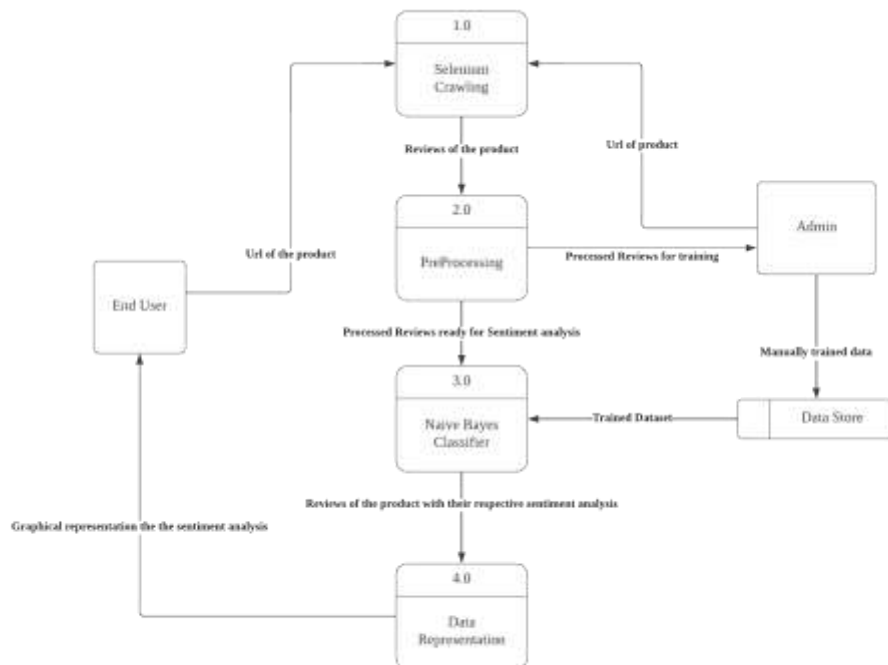 1.0
Selenium
Crawling
Reviews of the product
Url of product
2.0
PreProcessing
Admin
Processed Reviews for training
Url of the product
End User
Processed Reviews ready for Sentiment analysis
Manually trained data
3.0
Naive Bayes
Classifier
Trained Dataset
Data Store
Reviews of the product with their respective sentiment analysis
Graphical representation the the sentiment analysis
4.0
Data
Representation